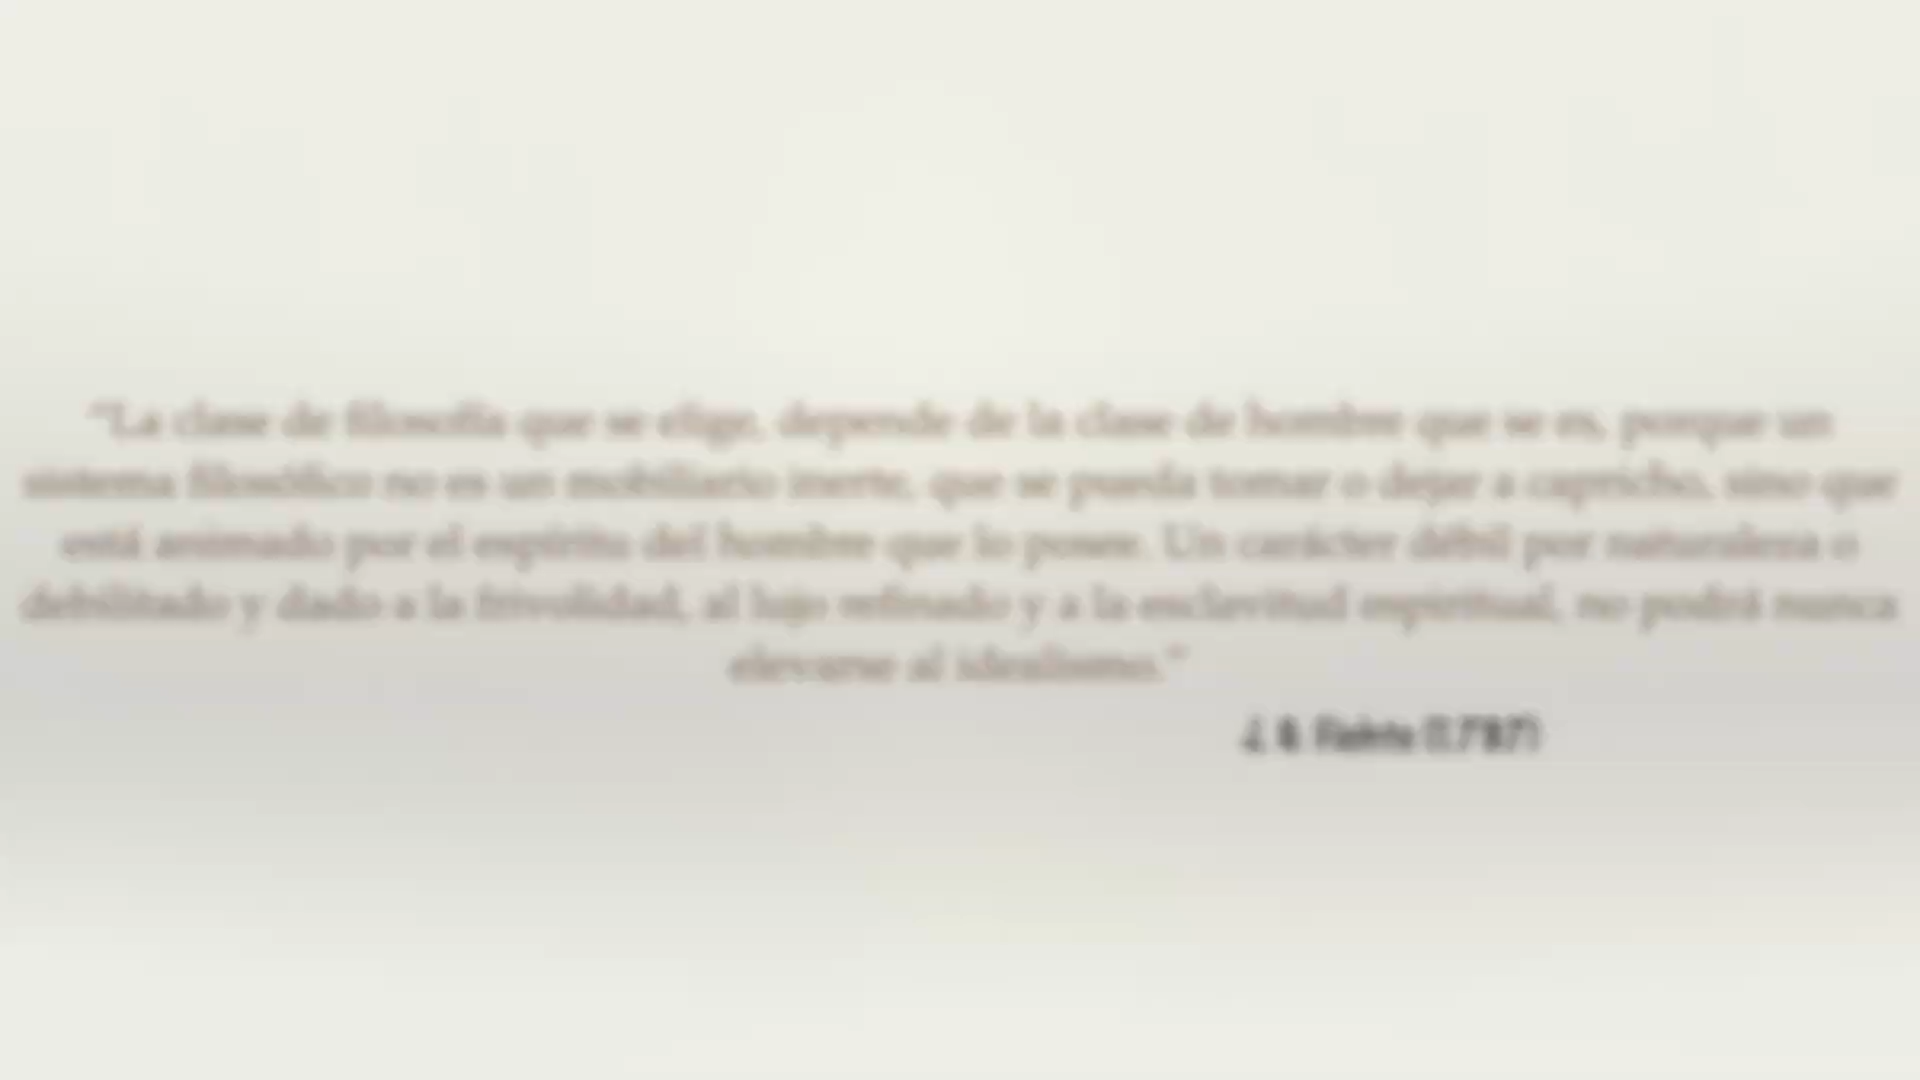 "La clase de filosofía que se elige, depende de la clase de hombre que se es, porque un
sistema filosófico no es un mobiliario inerte, que se pueda tomar o dejar a capricho, sino que
está animado por el espíritu del hombre que lo posee. Un carácter débil por naturaleza o
debilitado y dado a la frivolidad, al lujo refinado y a la esclavitud espiritual, no podrá nunca
elevarse al idealismo."
J. (1.797)